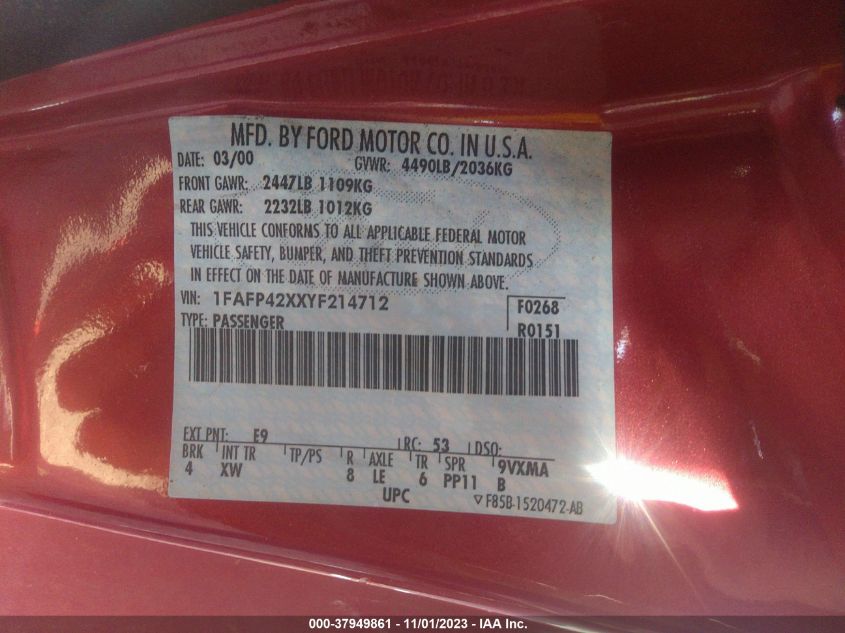 MFD. BY FORD MOTOR CO. IN U.S.A.
DATE: 03/00 GVWR: 4490LB/2036KG
FRONT GAWR: 2447LB 1109KG
REAR GAWR: 2232LB 1012KG
THIS VEHICLE CONFORMS TO ALL APPLICABLE FEDERAL MOTOR
VEHICLE SAFETY, BUMPER, AND THEFT PREVENTION STANDARDS
IN EFFECT ON THE DATE OF MANUFACTURE SHOWN ABOVE.
VIN: 1FAFP42XXYF214712 F0268
TYPE: PASSENGER R0151
EXT PNT: E9 RC: 53 DSO:
BRK INT TR TP/PS R AXLE TR SPR 9VXMA
4 XW 8 LE 6 PP11 B
UPC ▽F85B-1520472-AB
000-37949861 - 11/01/2023 - IAA Inc.